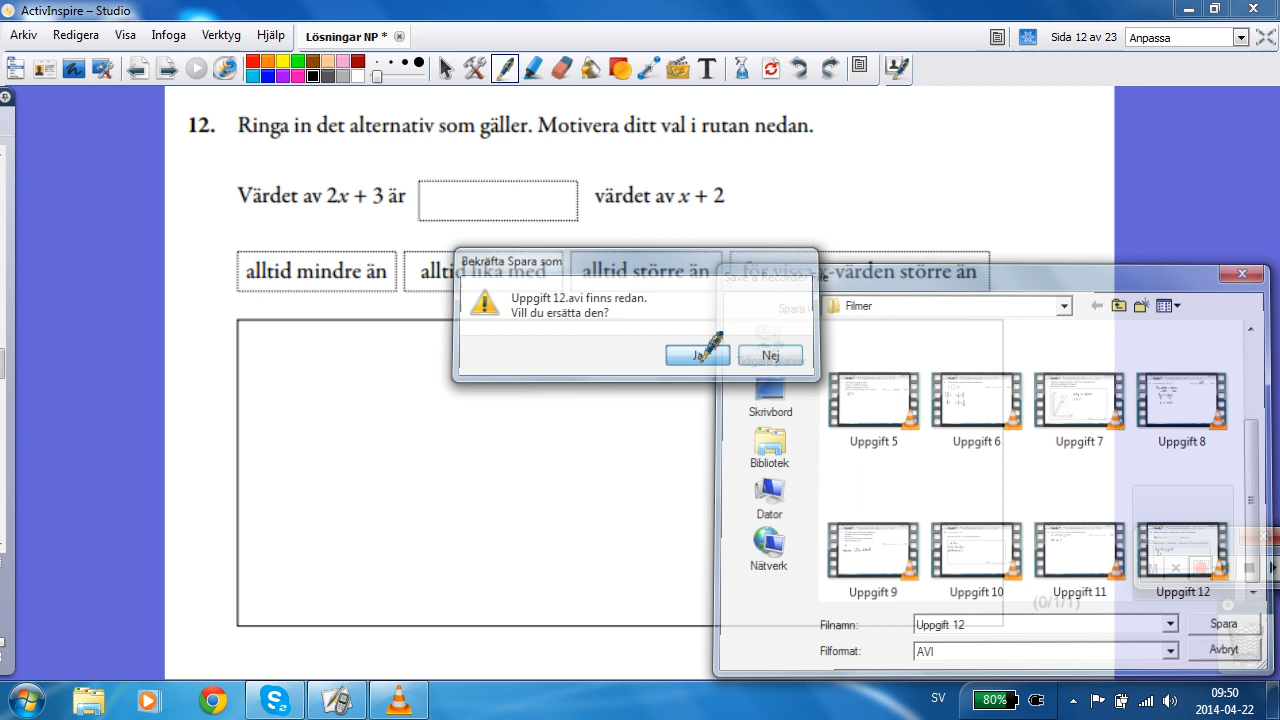 ActivInspire – Studio
Arkiv Redigera Visa Infoga Verktyg Hjälp Lösningar NP * Sida 12 av 23 Anpassa
12. Ringa in det alternativ som gäller. Motivera ditt val i rutan nedan.
Värdet av 2x + 3 är värdet av x + 2
alltid mindre än alltid lika med alltid större än för vissa x-värden större än
Bekräfta Spara som
Uppgift 12.avi finns redan.
Vill du ersätta den?
Ja Nej
Filmer
Tidigare platser
Skrivbord
Bibliotek
Dator
Nätverk
Uppgift 5 Uppgift 6 Uppgift 7 Uppgift 8
Uppgift 9 Uppgift 10 Uppgift 11 Uppgift 12
(0/1/1)
Filnamn: Uppgift 12 Spara
Filformat: AVI Avbryt
SV 80% 09:50
2014-04-22